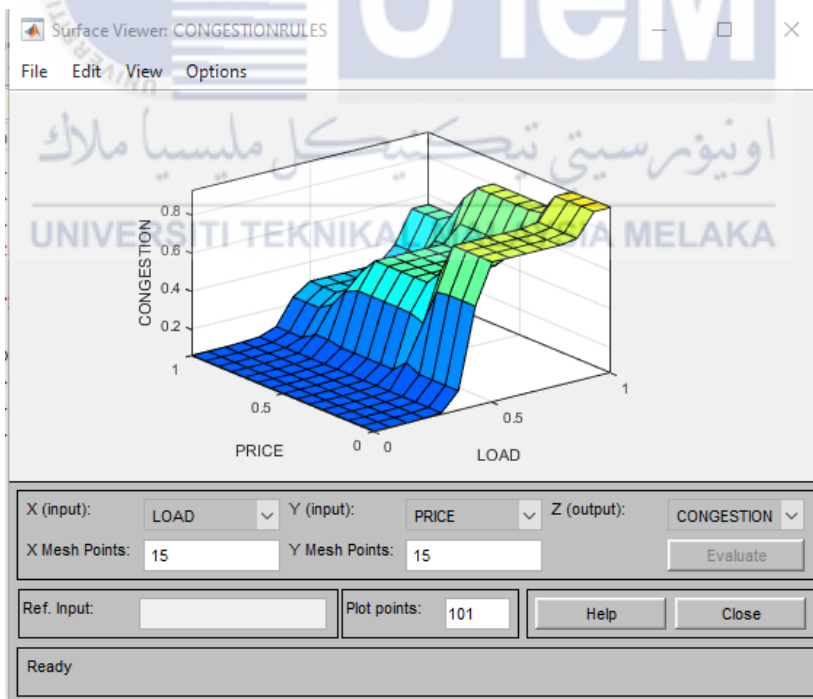 Surface Viewer: CONGESTIONRULES
UTeM
File Edit View Options
اونيۏرسيتي تيكنيكل مليسيا ملاك
UNIVERSITI TEKNIKAL MALAYSIA MELAKA
CONGESTION
0.8
0.6
0.4
0.2
1
0.5
0
PRICE
0
0.5
1
LOAD
X (input): LOAD Y (input): PRICE Z (output): CONGESTION
X Mesh Points: 15 Y Mesh Points: 15 Evaluate
Ref. Input: Plot points: 101 Help Close
Ready